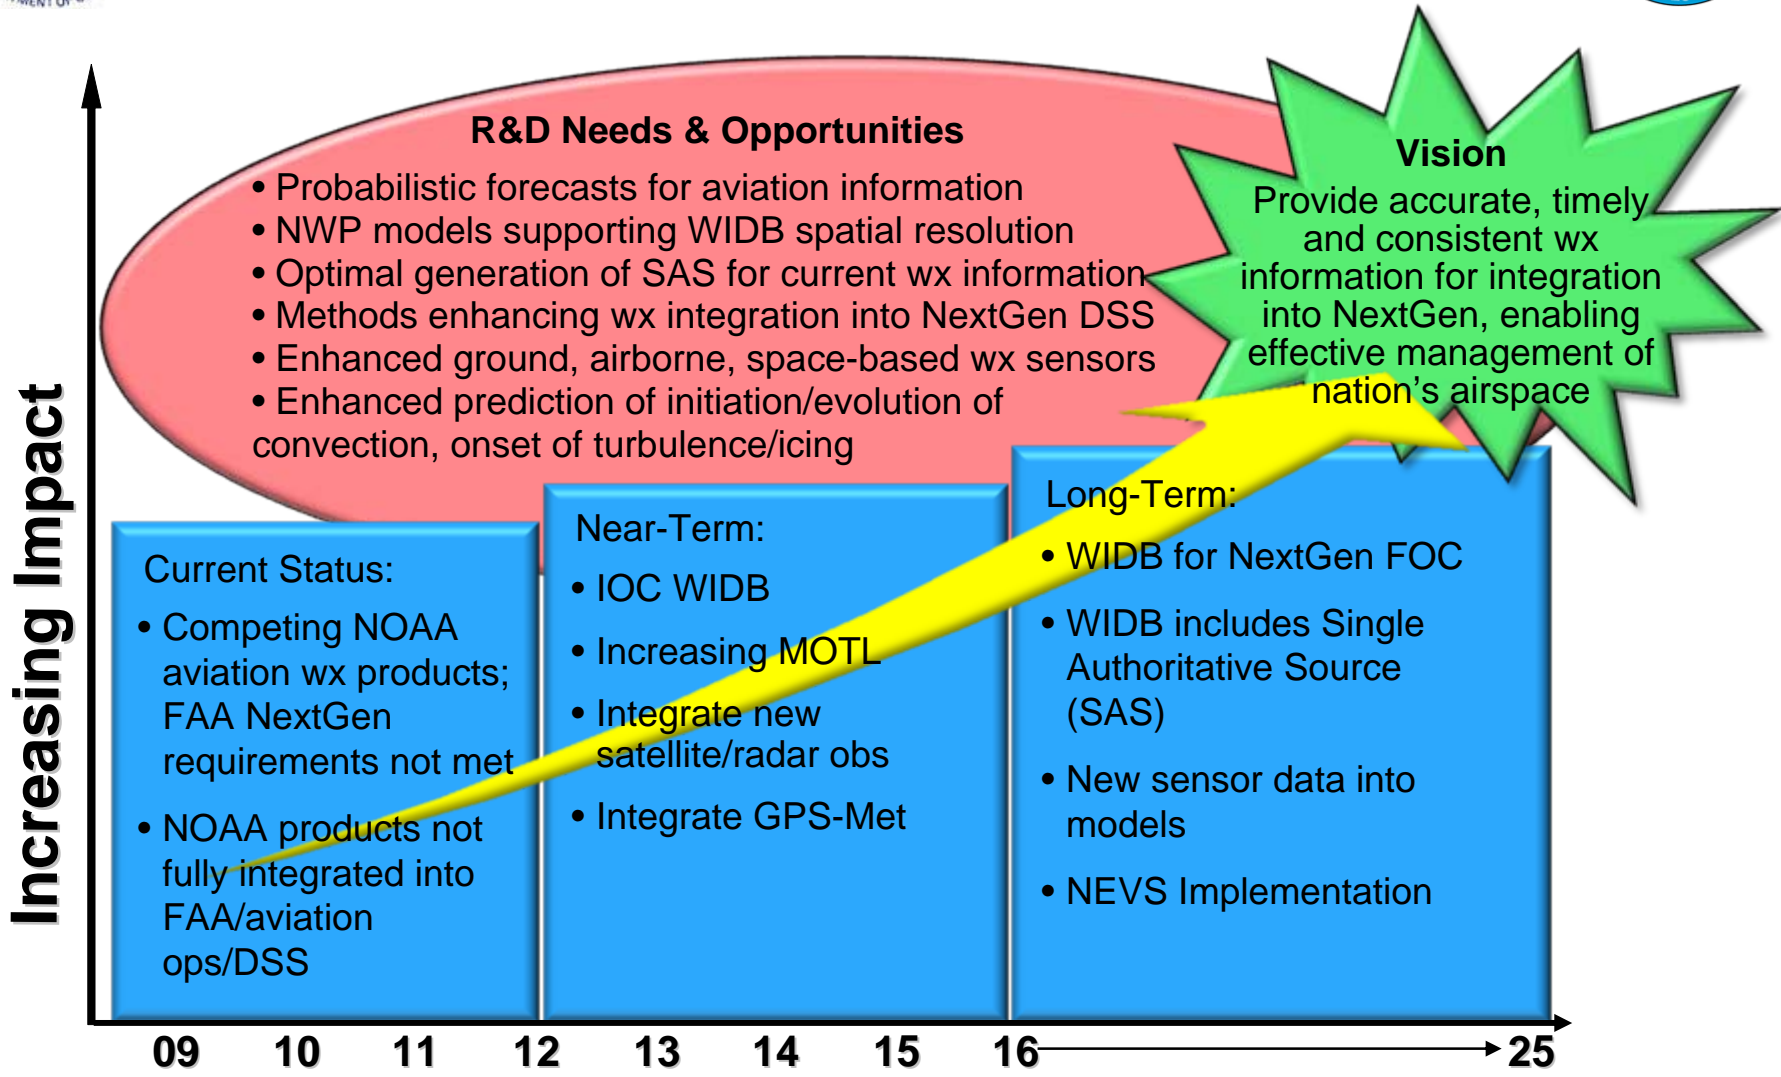 R&D Needs & Opportunities
• Probabilistic forecasts for aviation information
• NWP models supporting WIDB spatial resolution
• Optimal generation of SAS for current wx information
• Methods enhancing wx integration into NextGen DSS
• Enhanced ground, airborne, space-based wx sensors
• Enhanced prediction of initiation/evolution of
convection, onset of turbulence/icing
Vision
Provide accurate, timely
and consistent wx
information for integration
into NextGen, enabling
effective management of
nation's airspace
Increasing Impact
Current Status:
• Competing NOAA
aviation wx products;
FAA NextGen
requirements not met
• NOAA products not
fully integrated into
FAA/aviation
ops/DSS
Near-Term:
• IOC WIDB
• Increasing MOTL
• Integrate new
satellite/radar obs
• Integrate GPS-Met
Long-Term:
• WIDB for NextGen FOC
• WIDB includes Single
Authoritative Source
(SAS)
• New sensor data into
models
• NEVS Implementation
09 10 11 12 13 14 15 16 25